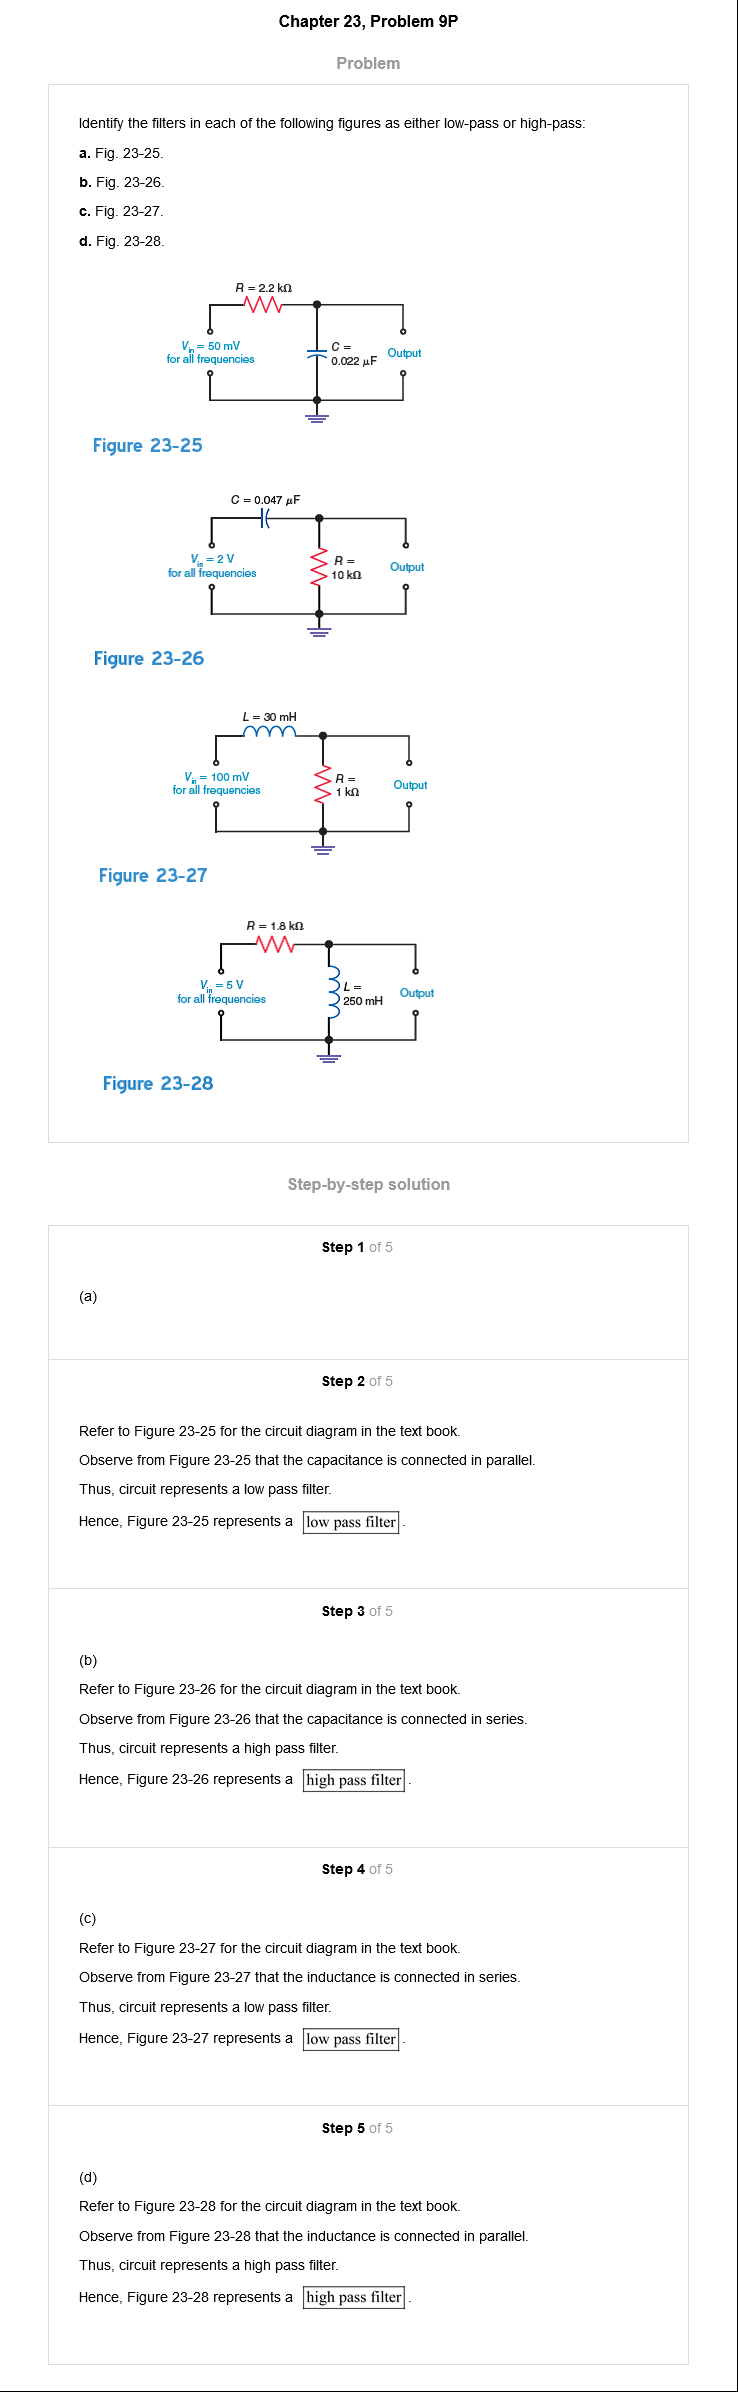 Chapter 23, Problem 9P
Problem
Identify the filters in each of the following figures as either low-pass or high-pass:
a. Fig. 23-25.
b. Fig. 23-26.
c. Fig. 23-27.
d. Fig. 23-28.
R = 2.2 kΩ
Vin = 50 mV
for all frequencies
C =
0.022 μF
Output
Figure 23-25
C = 0.047 μF
Vin = 2 V
for all frequencies
R =
10 kΩ
Output
Figure 23-26
L = 30 mH
Vin = 100 mV
for all frequencies
R =
1 kΩ
Output
Figure 23-27
R = 1.8 kΩ
Vin = 5 V
for all frequencies
L =
250 mH
Output
Figure 23-28
Step-by-step solution
Step 1 of 5
(a)
Step 2 of 5
Refer to Figure 23-25 for the circuit diagram in the text book.
Observe from Figure 23-25 that the capacitance is connected in parallel.
Thus, circuit represents a low pass filter.
Hence, Figure 23-25 represents a low pass filter.
Step 3 of 5
(b)
Refer to Figure 23-26 for the circuit diagram in the text book.
Observe from Figure 23-26 that the capacitance is connected in series.
Thus, circuit represents a high pass filter.
Hence, Figure 23-26 represents a high pass filter.
Step 4 of 5
(c)
Refer to Figure 23-27 for the circuit diagram in the text book.
Observe from Figure 23-27 that the inductance is connected in series.
Thus, circuit represents a low pass filter.
Hence, Figure 23-27 represents a low pass filter.
Step 5 of 5
(d)
Refer to Figure 23-28 for the circuit diagram in the text book.
Observe from Figure 23-28 that the inductance is connected in parallel.
Thus, circuit represents a high pass filter.
Hence, Figure 23-28 represents a high pass filter.